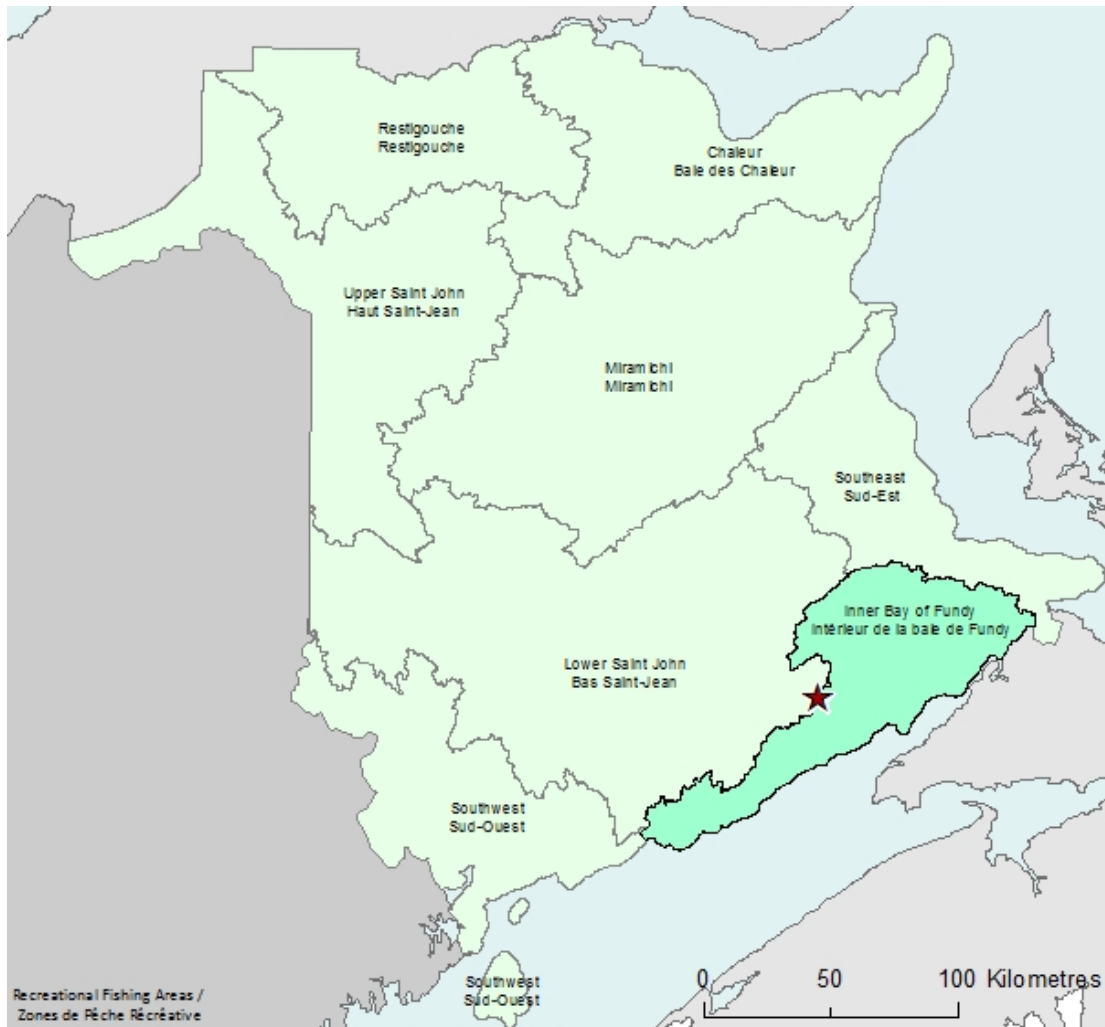 Restigouche
Restigouche
Chaleur
Baie des Chaleur
Upper Saint John
Haut Saint-Jean
Miramichi
Miramichi
Southeast
Sud-Est
Inner Bay of Fundy
Intérieur de la baie de Fundy
Lower Saint John
Bas Saint-Jean
Southwest
Sud-Ouest
Southwest
Sud-Ouest
0 50 100 Kilometres
Recreational Fishing Areas /
Zones de Pêche Récréative